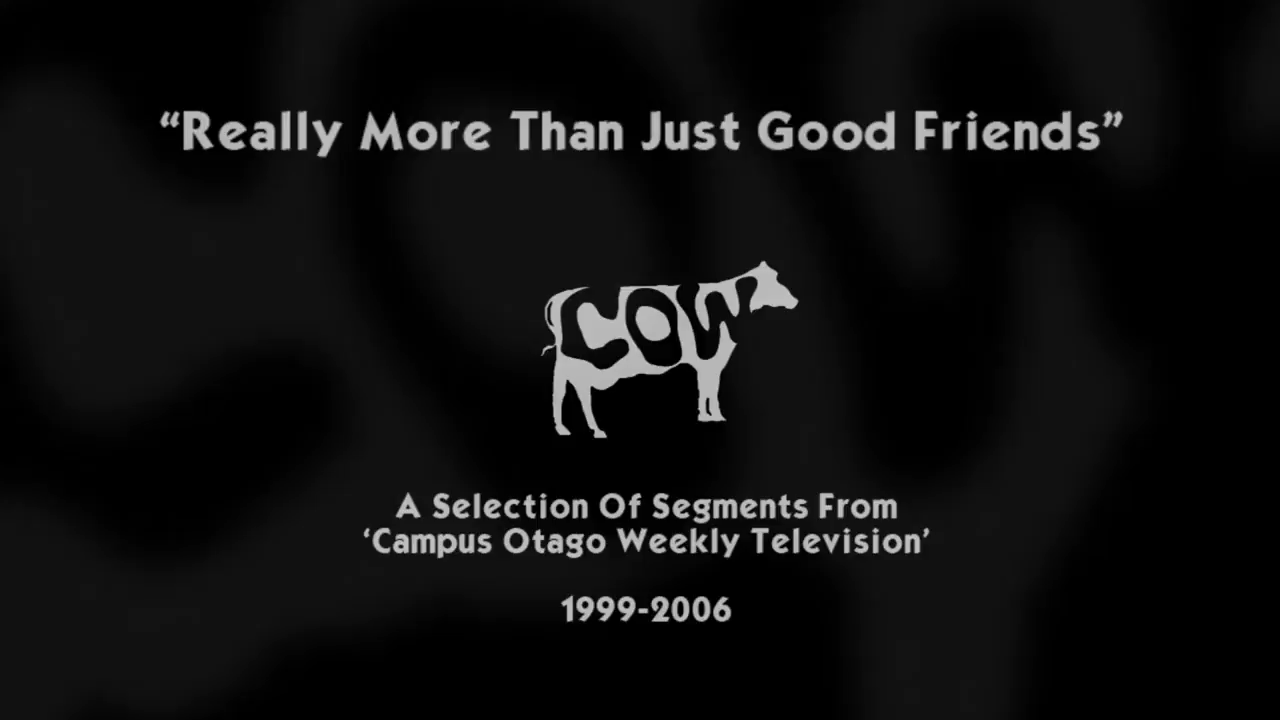 “Really More Than Just Good Friends”
COW
A Selection Of Segments From
‘Campus Otago Weekly Television’
1999-2006